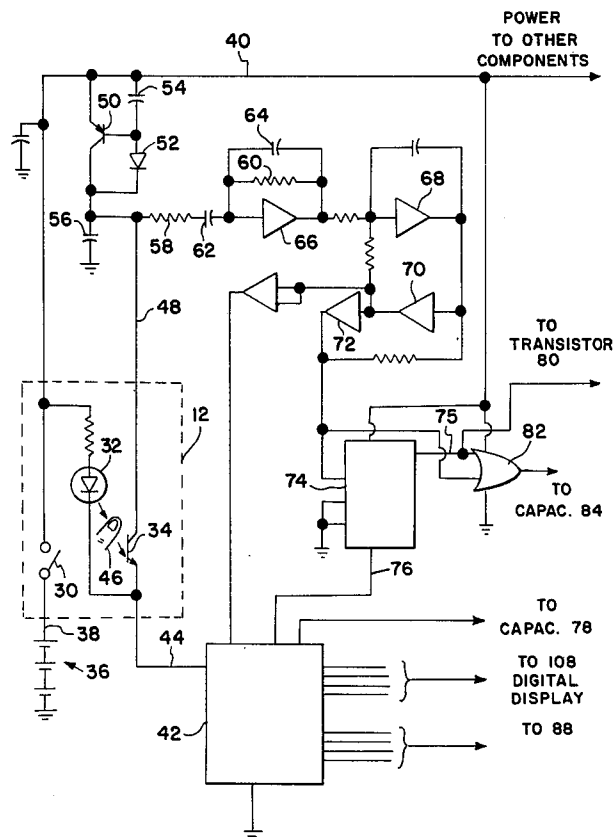 POWER
TO OTHER
COMPONENTS
40
54
50
52
64
60
68
56
58
62
66
70
72
48
TO
TRANSISTOR
80
12
75
82
32
74
TO
CAPAC. 84
34
46
30
76
38
TO
CAPAC. 78
36
44
TO 108
DIGITAL
DISPLAY
42
TO 88